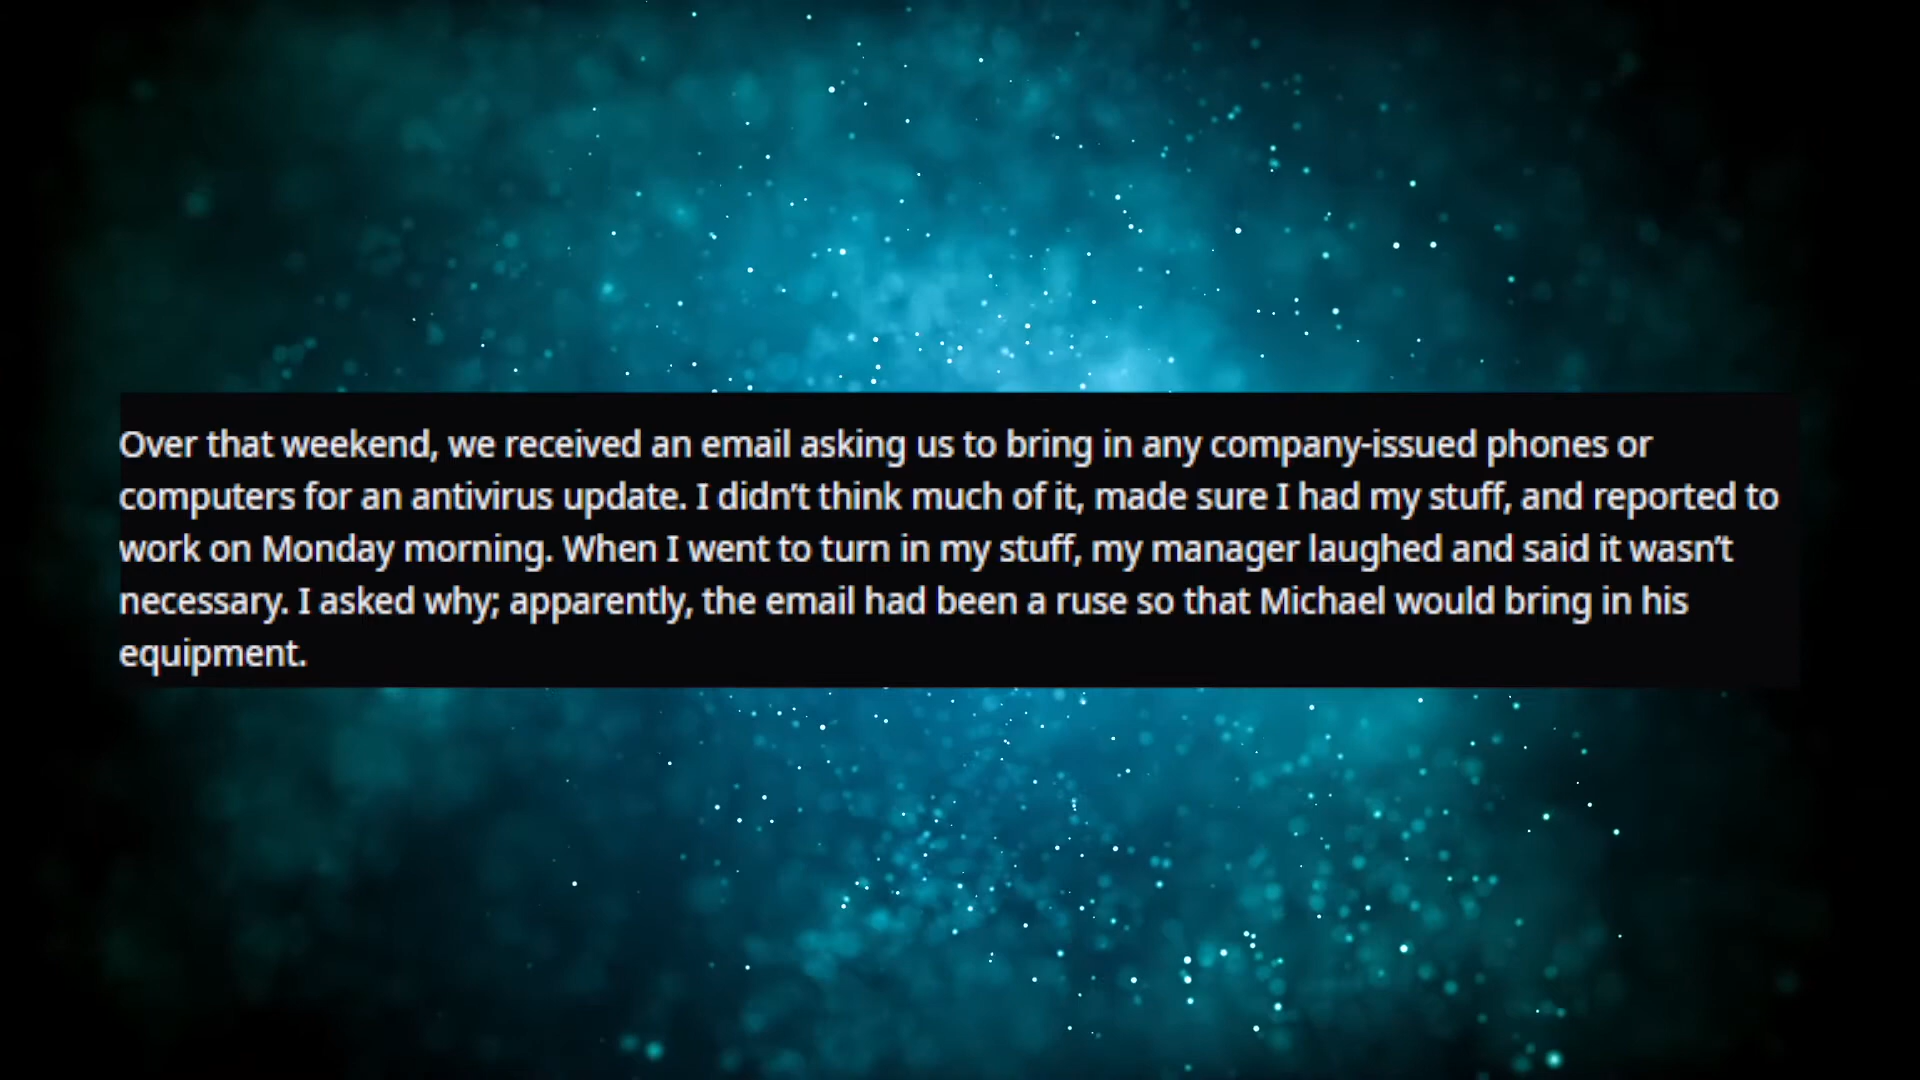 Over that weekend, we received an email asking us to bring in any company-issued phones or
computers for an antivirus update. I didn’t think much of it, made sure I had my stuff, and reported to
work on Monday morning. When I went to turn in my stuff, my manager laughed and said it wasn’t
necessary. I asked why; apparently, the email had been a ruse so that Michael would bring in his
equipment.